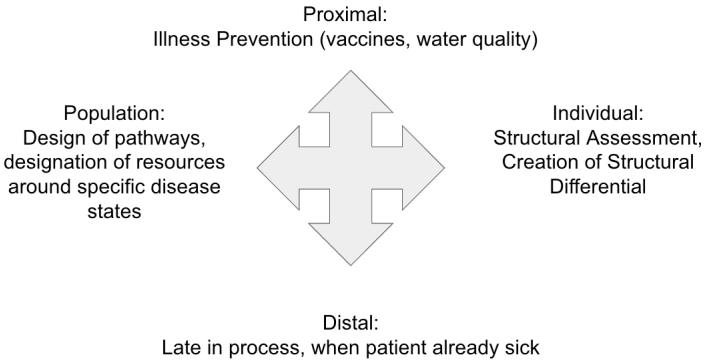 Proximal:
Illness Prevention (vaccines, water quality)
Population:
Design of pathways,
designation of resources
around specific disease
states
Individual:
Structural Assessment,
Creation of Structural
Differential
Distal:
Late in process, when patient already sick